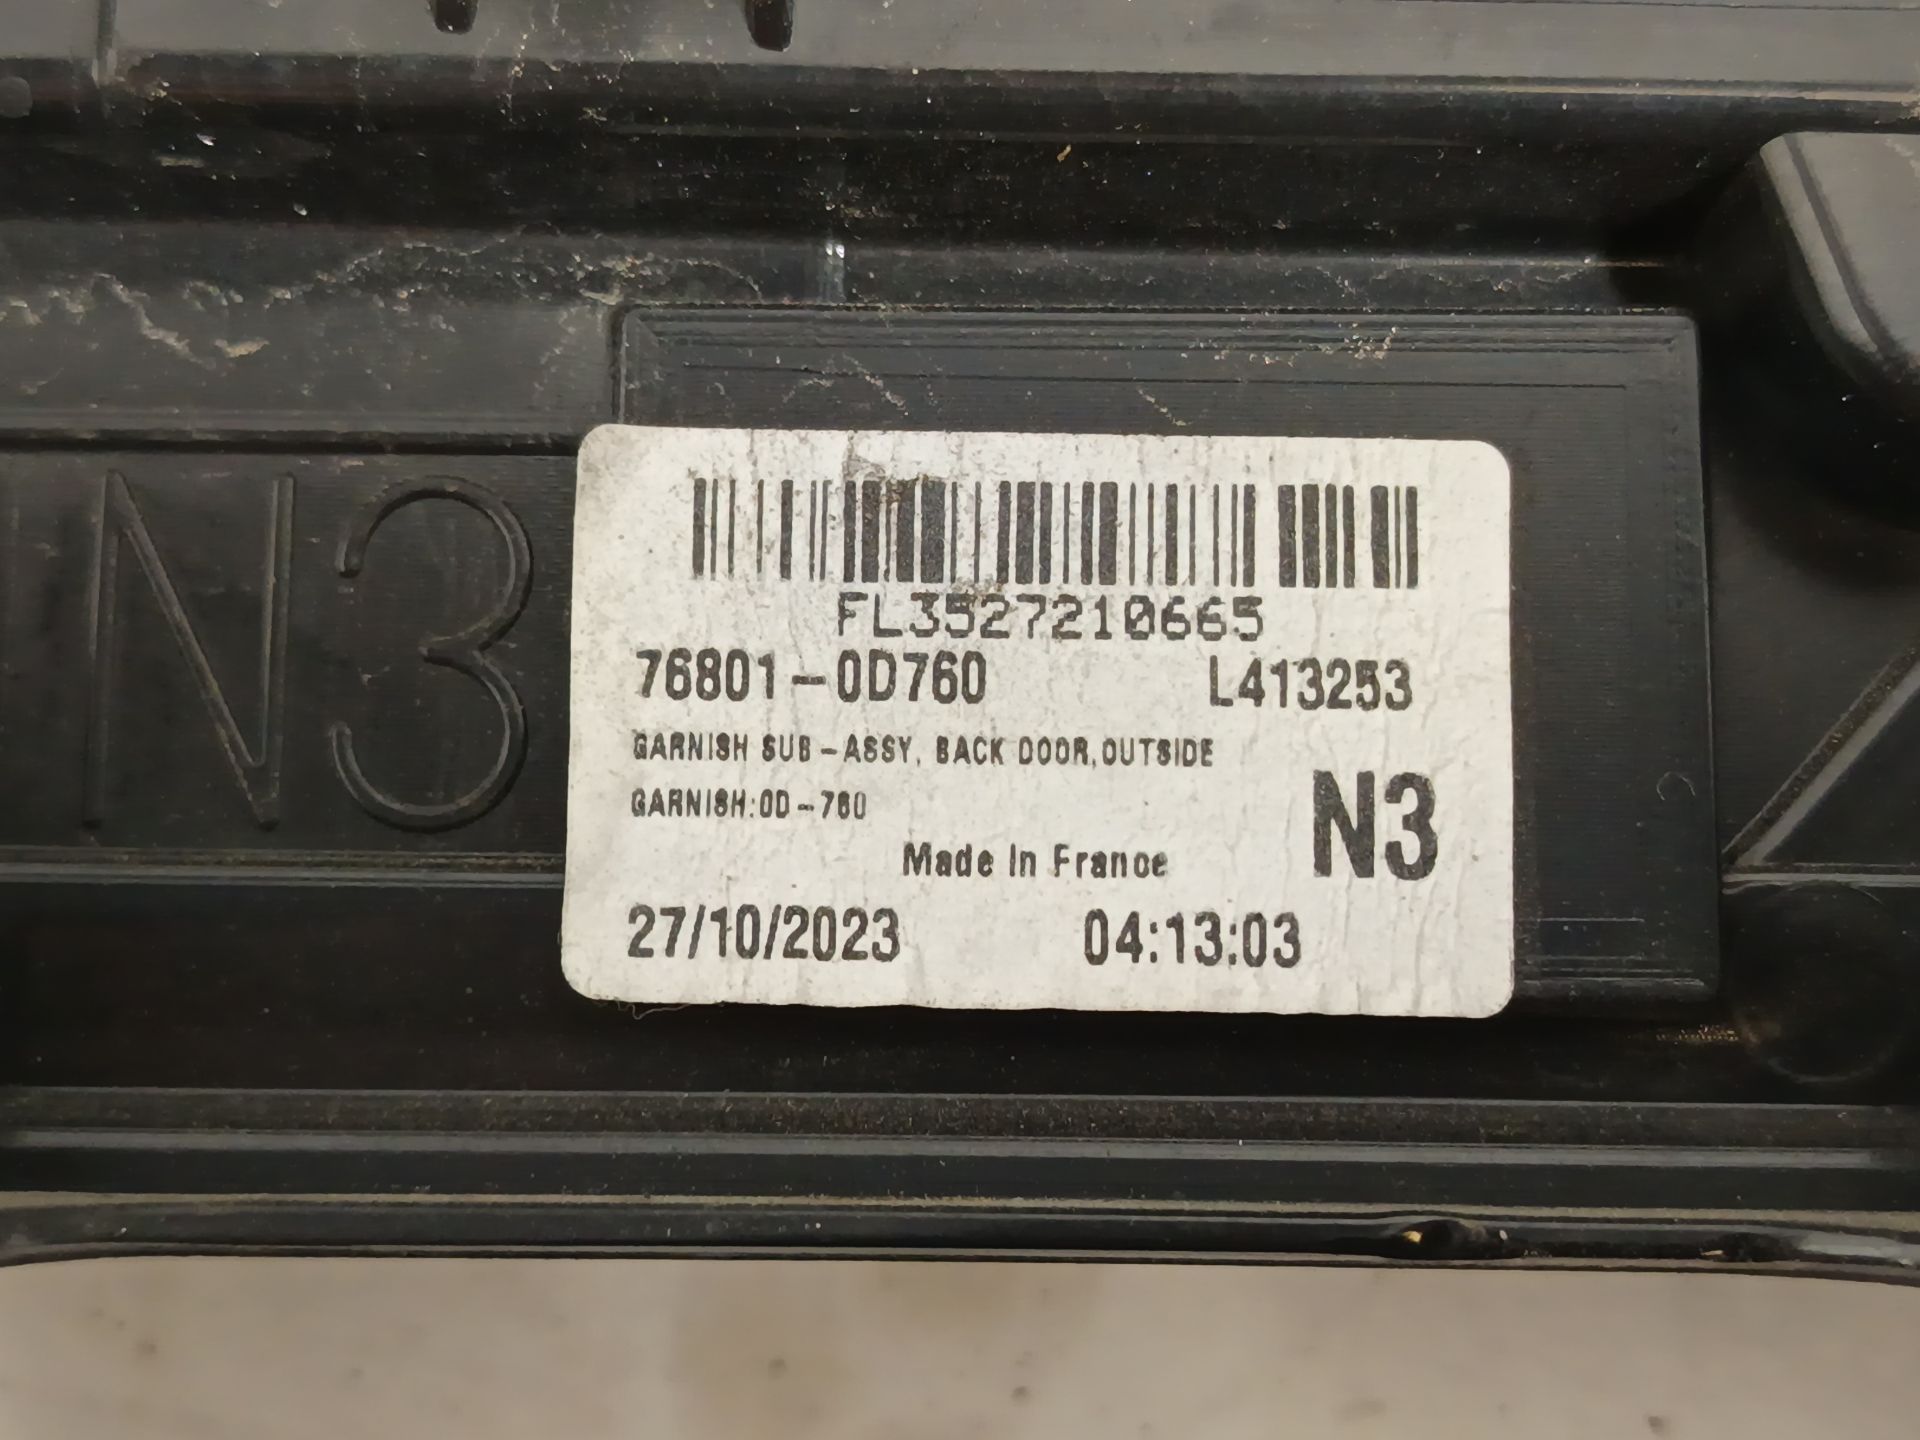 N3
FL3527210665
76801-0D760 L413253
GARNISH SUB-ASSY, BACK DOOR,OUTSIDE
GARNISH:0D-760
N3
Made In France
27/10/2023 04:13:03